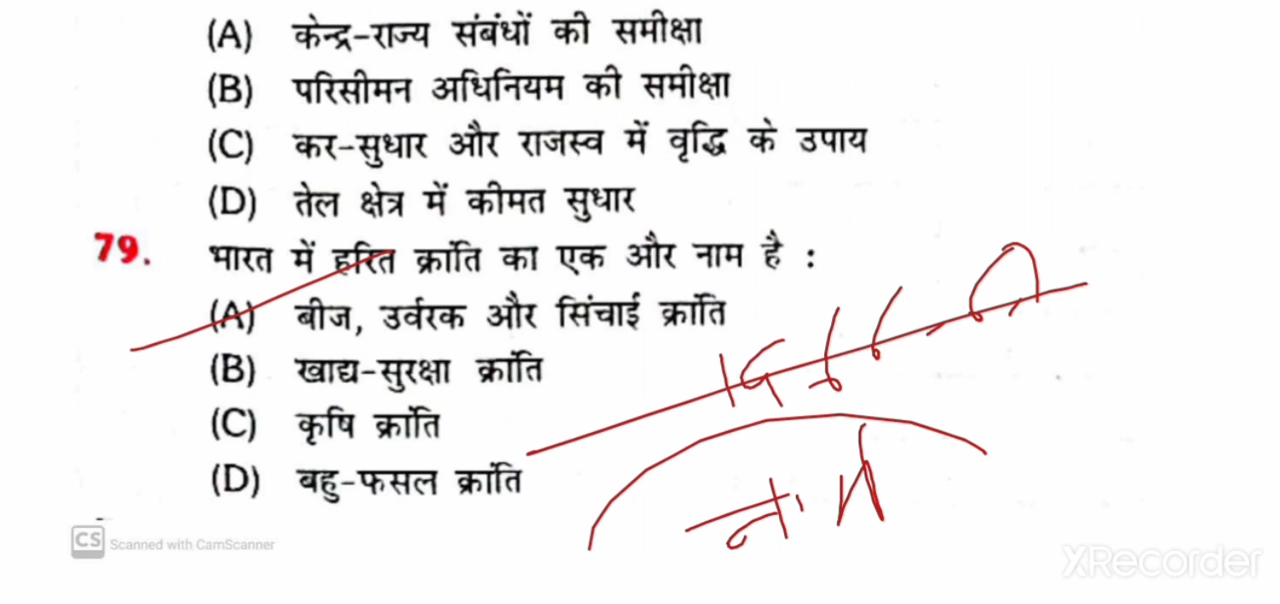 (A) केन्द्र-राज्य संबंधों की समीक्षा
(B) परिसीमन अधिनियम की समीक्षा
(C) कर-सुधार और राजस्व में वृद्धि के उपाय
(D) तेल क्षेत्र में कीमत सुधार
79. भारत में हरित क्रांति का एक और नाम है :
(A) बीज, उर्वरक और सिंचाई क्रांति
(B) खाद्य-सुरक्षा क्रांति
(C) कृषि क्रांति
(D) बहु-फसल क्रांति
CS Scanned with CamScanner
XRecorder